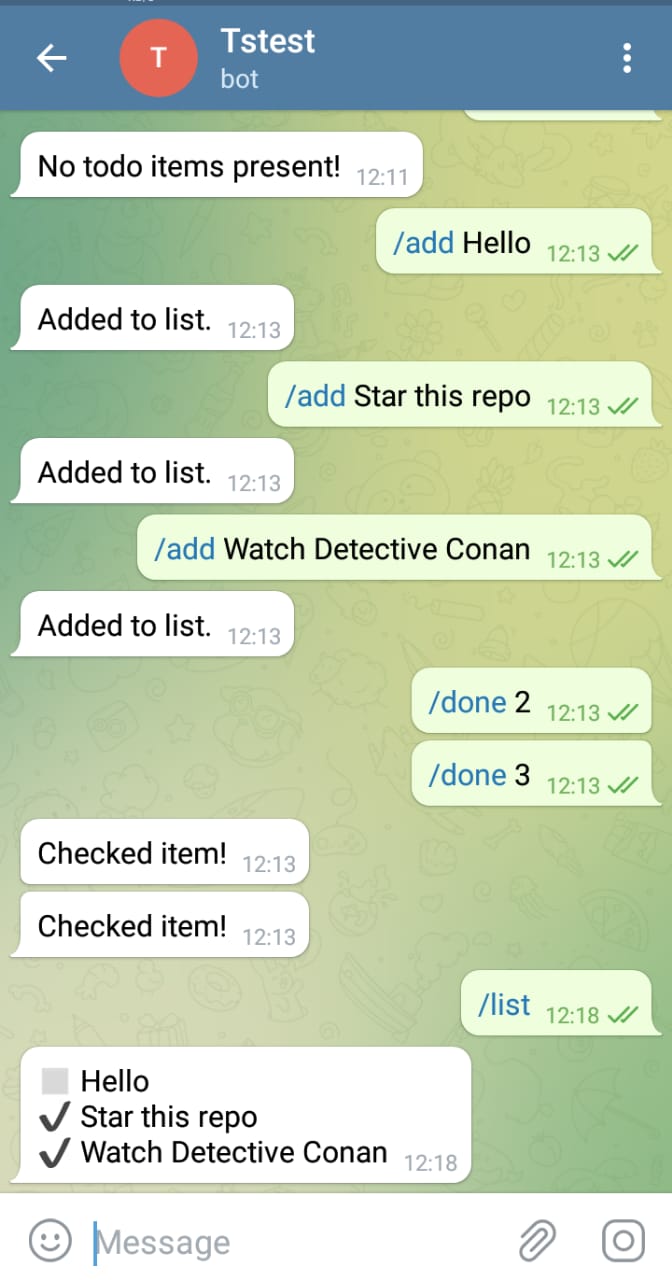 T
Tstest
bot
No todo items present! 12:11
/add Hello 12:13
Added to list. 12:13
/add Star this repo 12:13
Added to list. 12:13
/add Watch Detective Conan 12:13
Added to list. 12:13
/done 2 12:13
/done 3 12:13
Checked item! 12:13
Checked item! 12:13
/list 12:18
Hello
✔ Star this repo
✔ Watch Detective Conan 12:18
Message